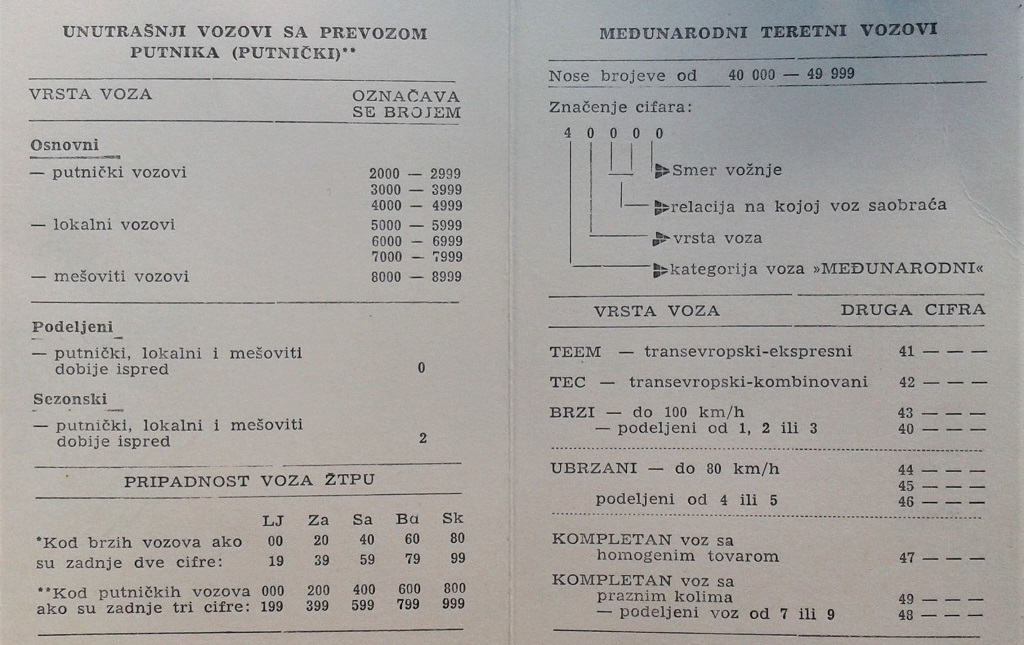 UNUTRAŠNJI VOZOVI SA PREVOZOM
PUTNIKA (PUTNIČKI)**
VRSTA VOZA OZNAČAVA
SE BROJEM
Osnovni
— putnički vozovi 2000 — 2999
3000 — 3999
4000 — 4999
— lokalni vozovi 5000 — 5999
6000 — 6999
7000 — 7999
— mešoviti vozovi 8000 — 8999
Podeljeni
— putnički, lokalni i mešoviti
dobije ispred 0
Sezonski
— putnički, lokalni i mešoviti
dobije ispred 2
PRIPADNOST VOZA ŽTPU
LJ Za Sa Bg Sk
*Kod brzih vozova ako 00 20 40 60 80
su zadnje dve cifre: 19 39 59 79 99
**Kod putničkih vozova 000 200 400 600 800
ako su zadnje tri cifre: 199 399 599 799 999
MEĐUNARODNI TERETNI VOZOVI
Nose brojeve od 40 000 — 49 999
Značenje cifara:
4 0 0 0 0
Smer vožnje
relacija na kojoj voz saobraća
vrsta voza
kategorija voza »MEĐUNARODNI«
VRSTA VOZA DRUGA CIFRA
TEEM — transevropski-ekspresni 41 — — —
TEC — transevropski-kombinovani 42 — — —
BRZI — do 100 km/h 43 — — —
— podeljeni od 1, 2 ili 3 40 — — —
UBRZANI — do 80 km/h 44 — — —
45 — — —
podeljeni od 4 ili 5 46 — — —
KOMPLETAN voz sa
homogenim tovarom 47 — — —
KOMPLETAN voz sa
praznim kolima 49 — — —
— podeljeni voz od 7 ili 9 48 — — —